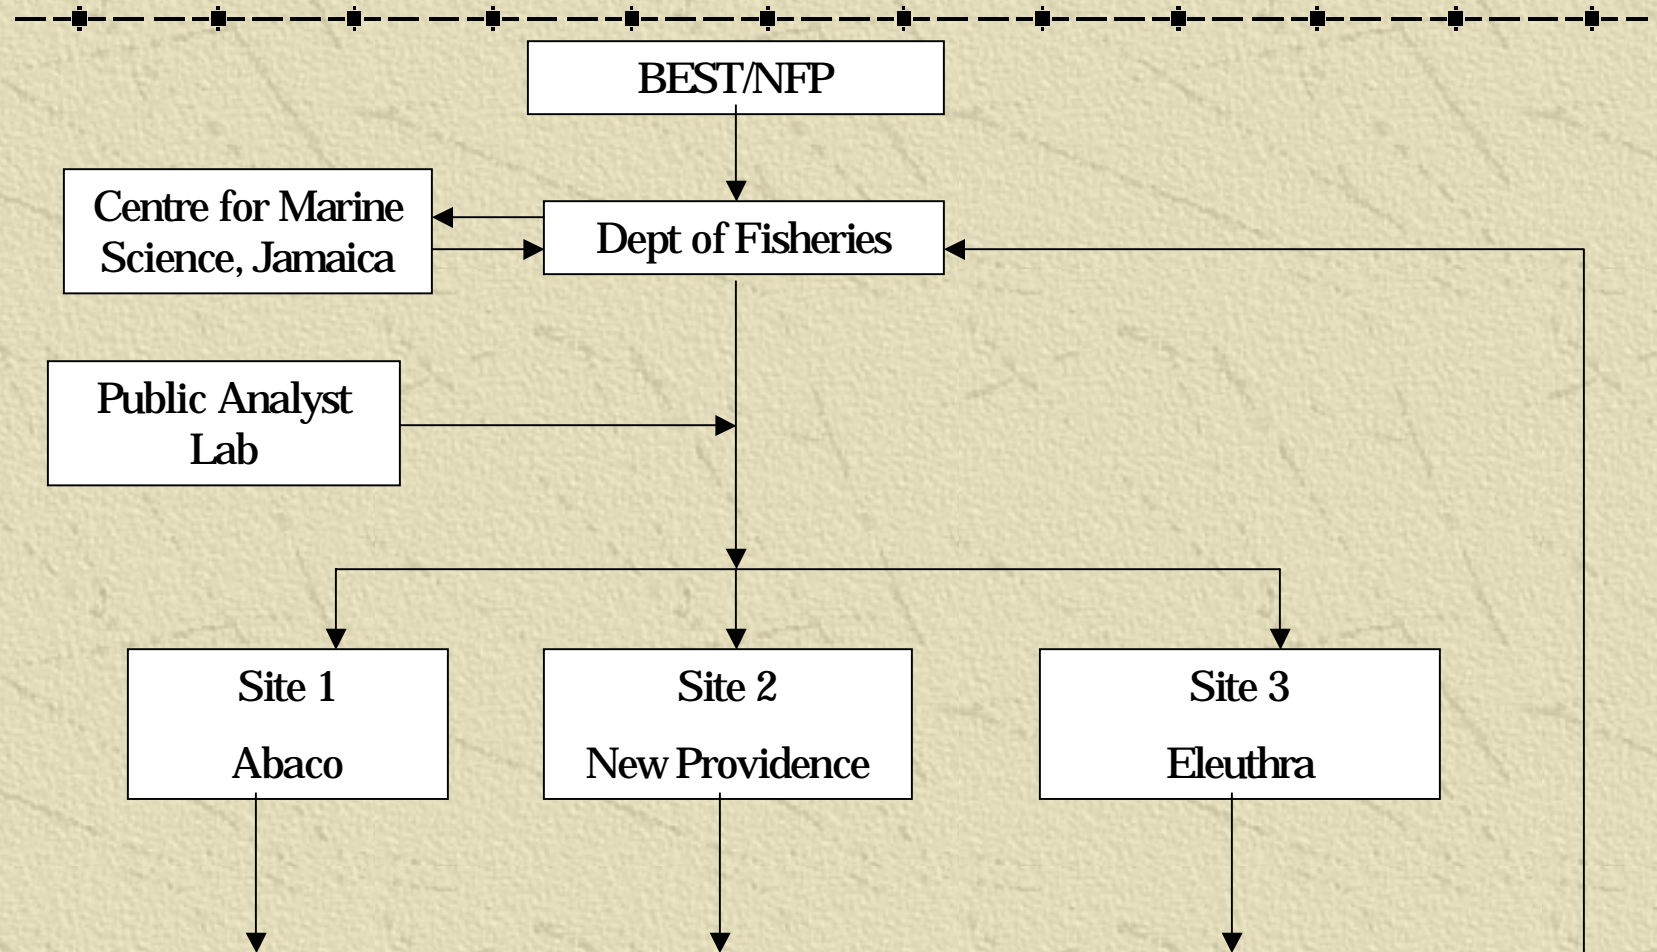 BEST/NFP
Centre for Marine
Science, Jamaica
Dept of Fisheries
Public Analyst
Lab
Site 1
Abaco
Site 2
New Providence
Site 3
Eleuthra